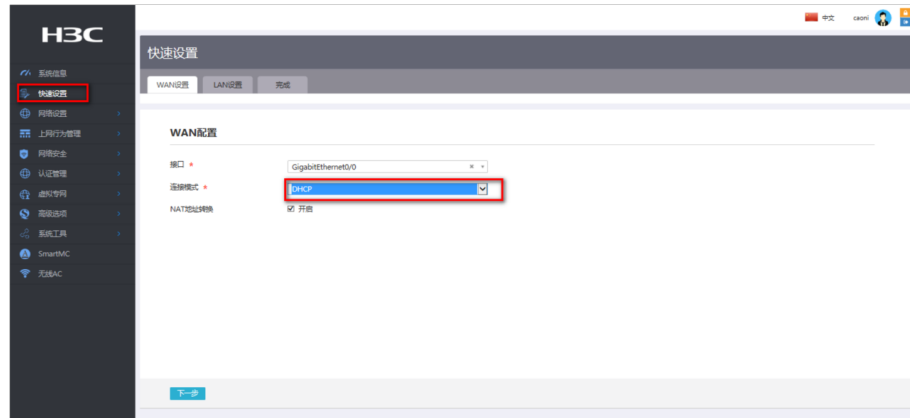 中文 caoni
H3C
快速设置
系统信息
快速设置
WAN设置 LAN设置 完成
网络设置
上网行为管理
网络安全
认证管理
虚拟专网
高级选项
系统工具
SmartMC
无线AC
WAN配置
接口 * GigabitEthernet0/0 × ▾
连接模式 * DHCP
NAT地址转换 开启
下一步